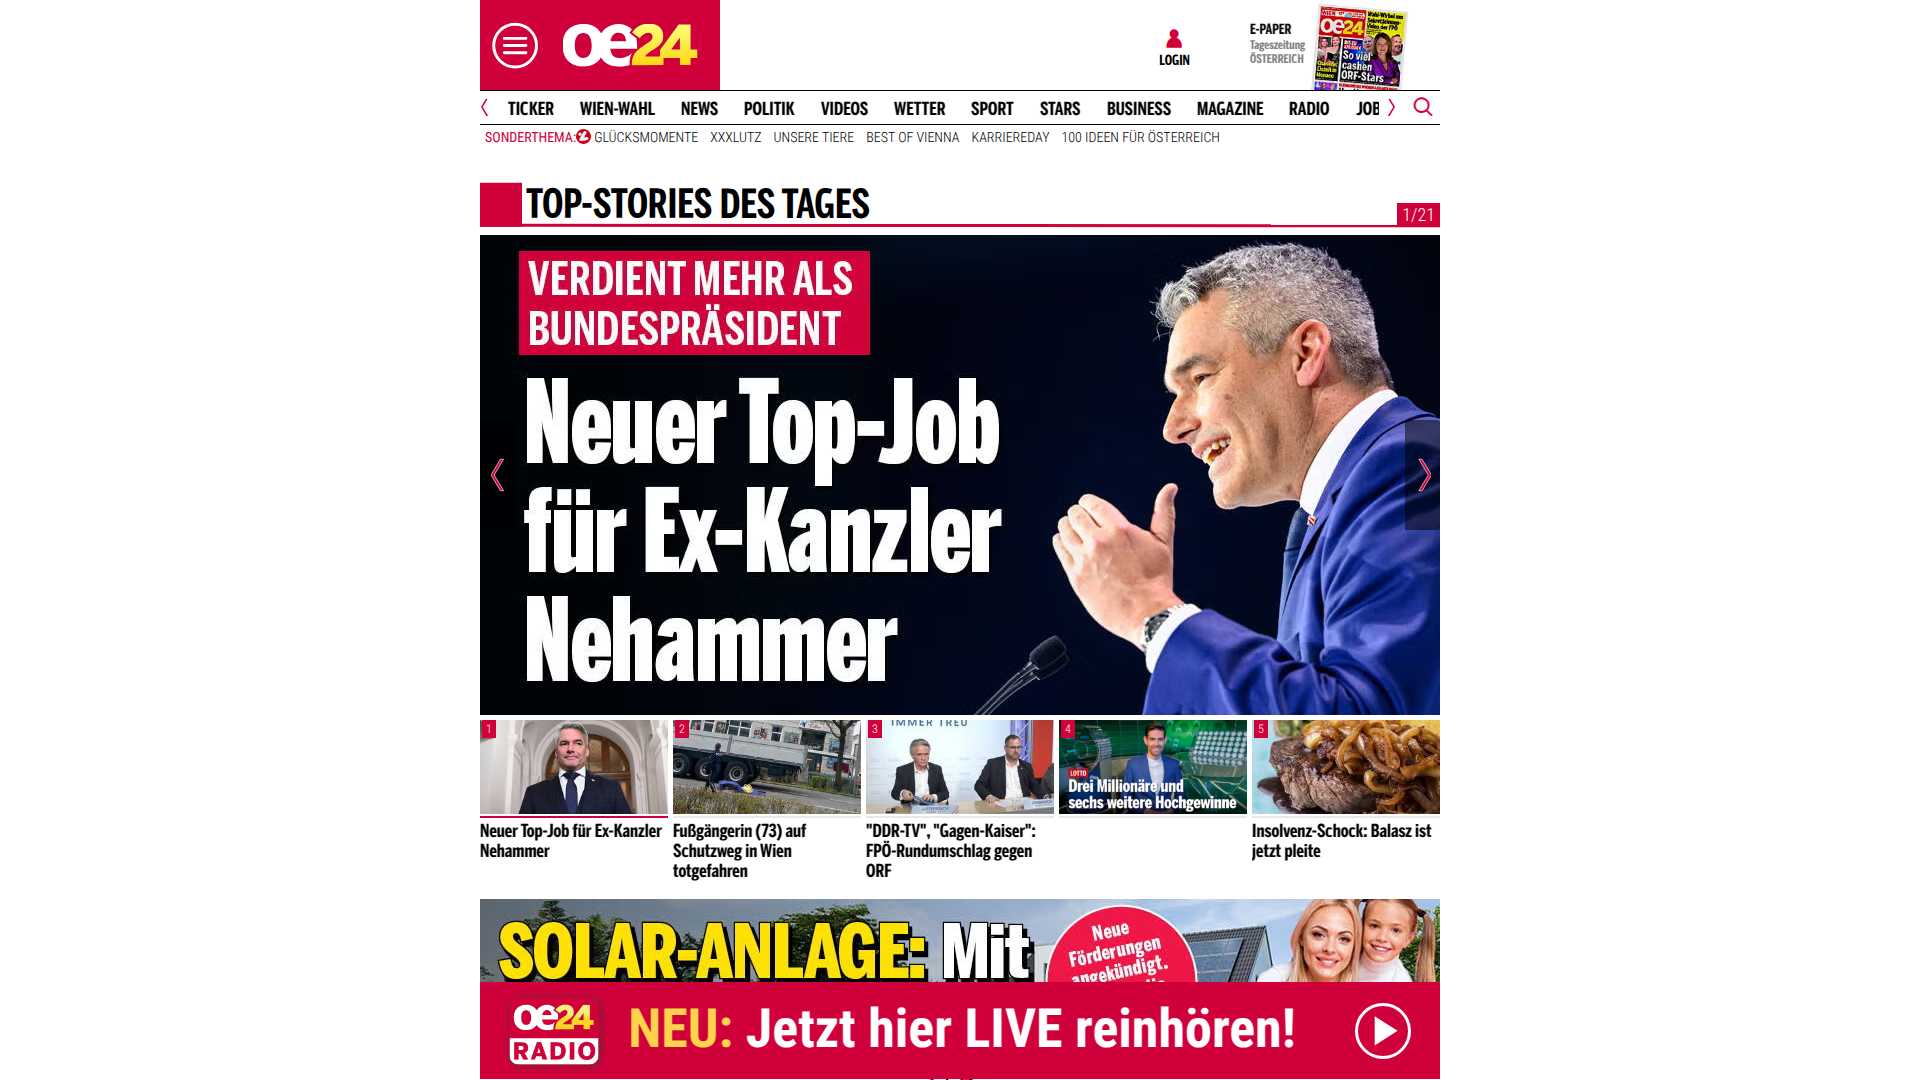 oe24
LOGIN
E-PAPER
Tageszeitung
ÖSTERREICH
WIEN
oe24
So viel
cashen
ORF-Stars
TICKER WIEN-WAHL NEWS POLITIK VIDEOS WETTER SPORT STARS BUSINESS MAGAZINE RADIO JOB
SONDERTHEMA: GLÜCKSMOMENTE XXXLUTZ UNSERE TIERE BEST OF VIENNA KARRIEREDAY 100 IDEEN FÜR ÖSTERREICH
TOP-STORIES DES TAGES
1/21
VERDIENT MEHR ALS
BUNDESPRÄSIDENT
Neuer Top-Job
für Ex-Kanzler
Nehammer
1
2
3
IMMER TREU
4
LOTTO
Drei Millionäre und
sechs weitere Hochgewinne
5
Neuer Top-Job für Ex-Kanzler
Nehammer
Fußgängerin (73) auf
Schutzweg in Wien
totgefahren
"DDR-TV", "Gagen-Kaiser":
FPÖ-Rundumschlag gegen
ORF
Insolvenz-Schock: Balasz ist
jetzt pleite
SOLAR-ANLAGE: Mit
Neue
Förderungen
angekündigt.
oe24
RADIO
NEU: Jetzt hier LIVE reinhören!